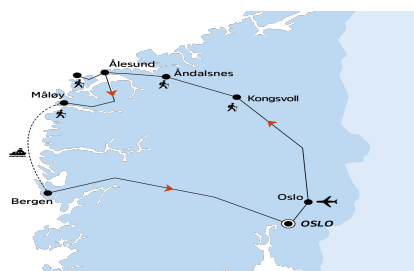 Ålesund
Åndalsnes
Måløy
Kongsvoll
Bergen
Oslo
OSLO